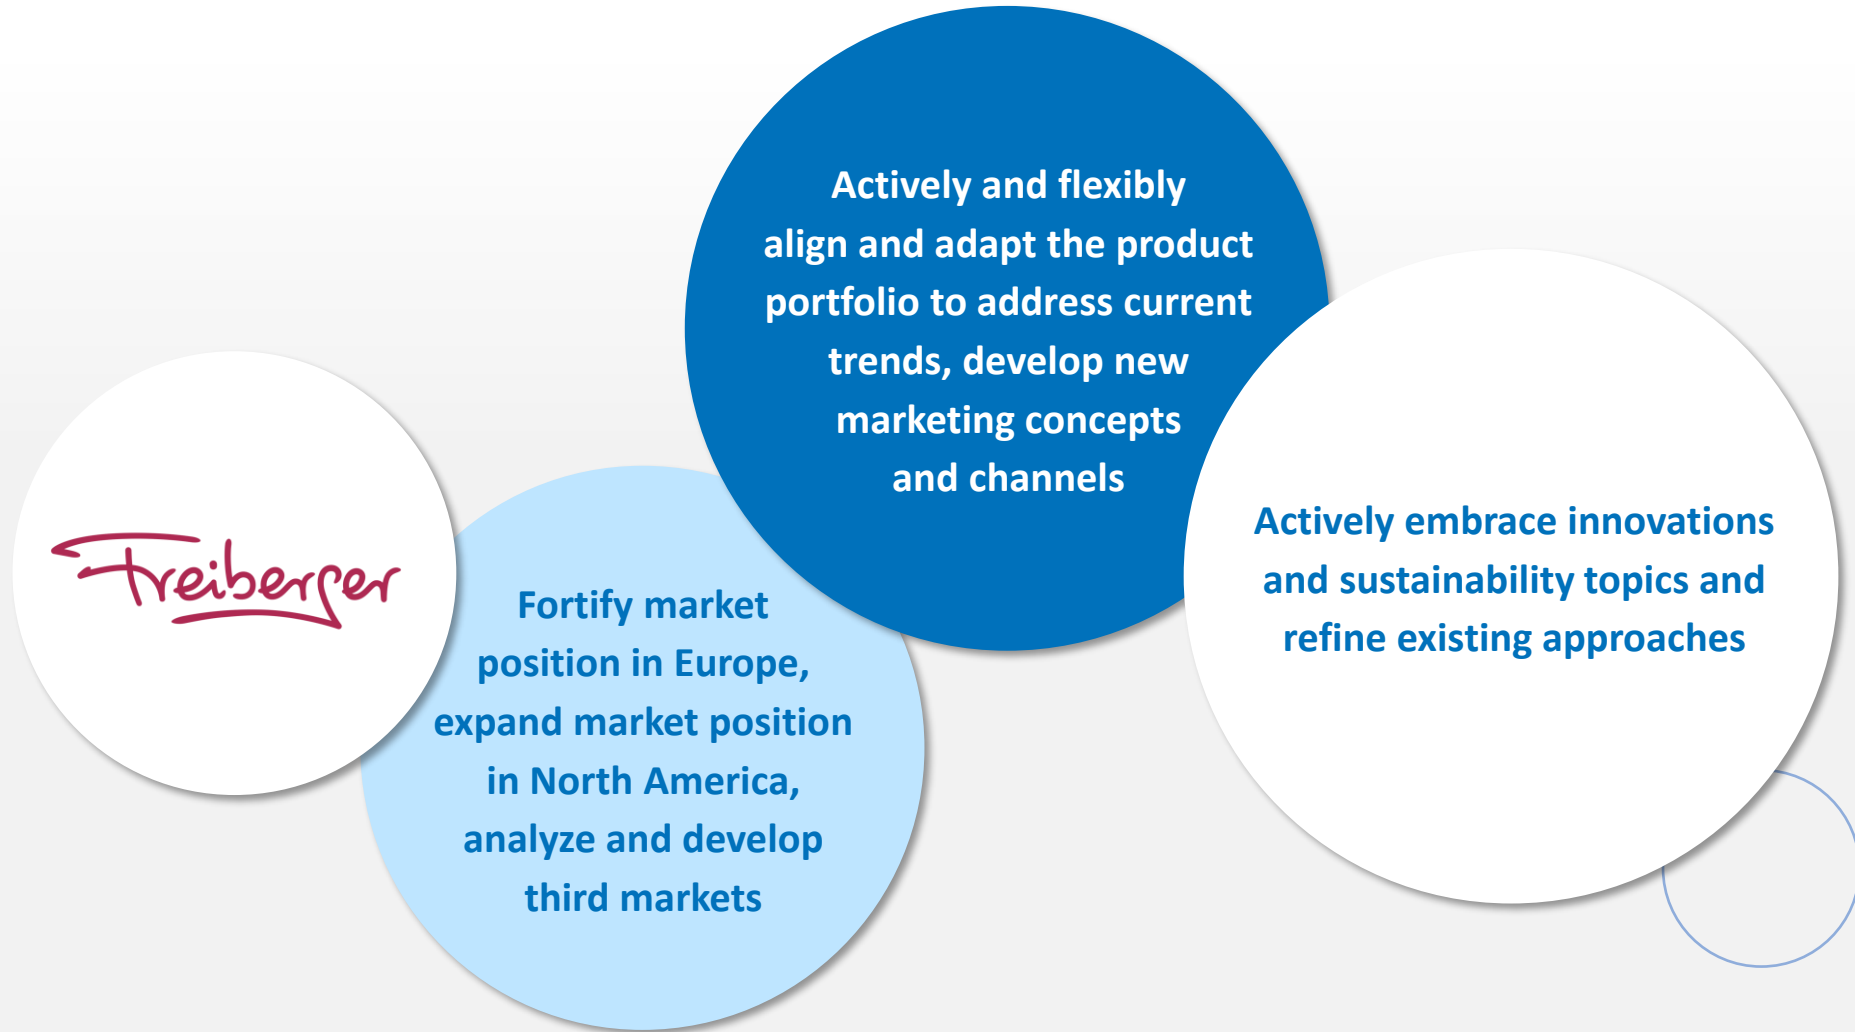 Freiberger
Fortify market
position in Europe,
expand market position
in North America,
analyze and develop
third markets
Actively and flexibly
align and adapt the product
portfolio to address current
trends, develop new
marketing concepts
and channels
Actively embrace innovations
and sustainability topics and
refine existing approaches